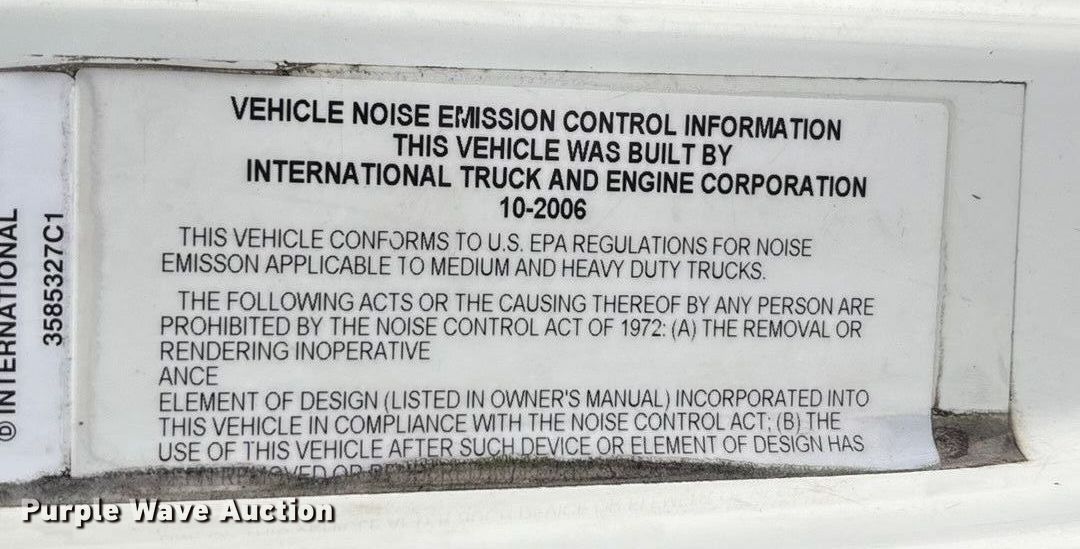 VEHICLE NOISE EMISSION CONTROL INFORMATION
THIS VEHICLE WAS BUILT BY
INTERNATIONAL TRUCK AND ENGINE CORPORATION
10-2006
THIS VEHICLE CONFORMS TO U.S. EPA REGULATIONS FOR NOISE
EMISSON APPLICABLE TO MEDIUM AND HEAVY DUTY TRUCKS.
THE FOLLOWING ACTS OR THE CAUSING THEREOF BY ANY PERSON ARE
PROHIBITED BY THE NOISE CONTROL ACT OF 1972: (A) THE REMOVAL OR
RENDERING INOPERATIVE
ANCE
ELEMENT OF DESIGN (LISTED IN OWNER'S MANUAL) INCORPORATED INTO
THIS VEHICLE IN COMPLIANCE WITH THE NOISE CONTROL ACT; (B) THE
USE OF THIS VEHICLE AFTER SUCH DEVICE OR ELEMENT OF DESIGN HAS
OR
© INTERNATIONAL
3585327C1
Purple Wave Auction